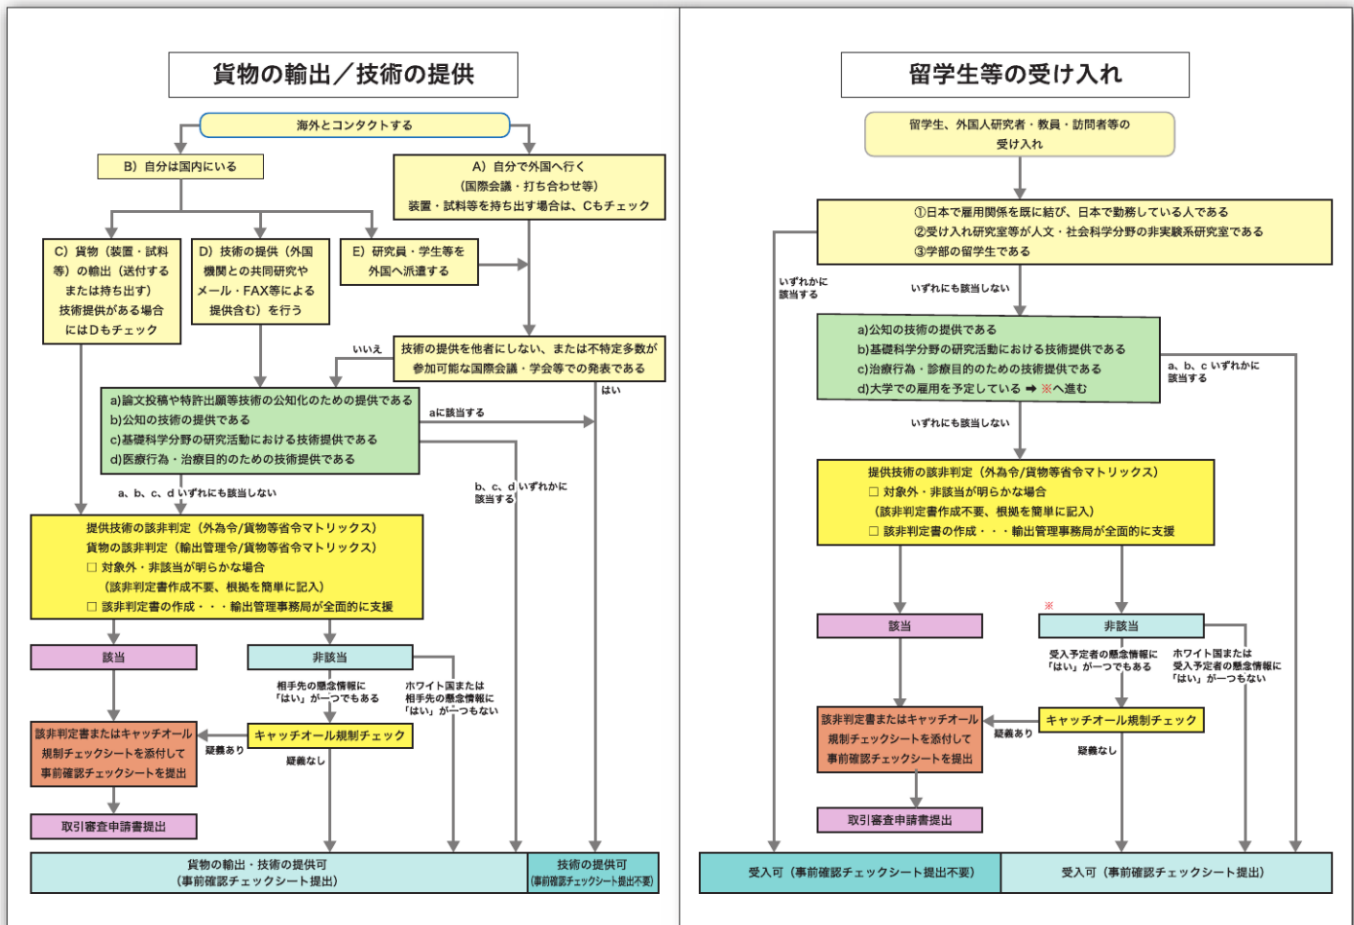 貨物の輸出／技術の提供
海外とコンタクトする
B）自分は国内にいる
A）自分で外国へ行く
（国際会議・打ち合わせ等）
装置・試料等を持ち出す場合は、Cもチェック
C）貨物（装置・試料
等）の輸出（送付する
または持ち出す）
技術提供がある場合
にはDもチェック
D）技術の提供（外国
機関との共同研究や
メール・FAX等による
提供含む）を行う
E）研究員・学生等を
外国へ派遣する
いいえ
技術の提供を他者にしない、または不特定多数が
参加可能な国際会議・学会等での発表である
はい
a)論文投稿や特許出願等技術の公知化のための提供である
b)公知の技術の提供である
c)基礎科学分野の研究活動における技術提供である
d)医療行為・治療目的のための技術提供である
aに該当する
a、b、c、d いずれにも該当しない
b、c、d いずれかに
該当する
提供技術の該非判定（外為令/貨物等省令マトリックス）
貨物の該非判定（輸出管理令/貨物等省令マトリックス）
□ 対象外・非該当が明らかな場合
（該非判定書作成不要、根拠を簡単に記入）
□ 該非判定書の作成・・・輸出管理事務局が全面的に支援
該当
非該当
相手先の懸念情報に
「はい」が一つでもある
ホワイト国または
相手先の懸念情報に
「はい」が一つもない
該非判定書またはキャッチオール
規制チェックシートを添付して
事前確認チェックシートを提出
疑義あり
キャッチオール規制チェック
疑義なし
取引審査申請書提出
貨物の輸出・技術の提供可
（事前確認チェックシート提出）
技術の提供可
（事前確認チェックシート提出不要）
留学生等の受け入れ
留学生、外国人研究者・教員・訪問者等の
受け入れ
①日本で雇用関係を既に結び、日本で勤務している人である
②受け入れ研究室等が人文・社会科学分野の非実験系研究室である
③学部の留学生である
いずれかに
該当する
いずれにも該当しない
a)公知の技術の提供である
b)基礎科学分野の研究活動における技術提供である
c)治療行為・診療目的のための技術提供である
d)大学での雇用を予定している ➡ ※へ進む
a、b、c いずれかに
該当する
いずれにも該当しない
提供技術の該非判定（外為令/貨物等省令マトリックス）
□ 対象外・非該当が明らかな場合
（該非判定書作成不要、根拠を簡単に記入）
□ 該非判定書の作成・・・輸出管理事務局が全面的に支援
※
該当
非該当
受入予定者の懸念情報に
「はい」が一つでもある
ホワイト国または
受入予定者の懸念情報に
「はい」が一つもない
該非判定書またはキャッチオール
規制チェックシートを添付して
事前確認チェックシートを提出
疑義あり
キャッチオール規制チェック
疑義なし
取引審査申請書提出
受入可（事前確認チェックシート提出不要）
受入可（事前確認チェックシート提出）